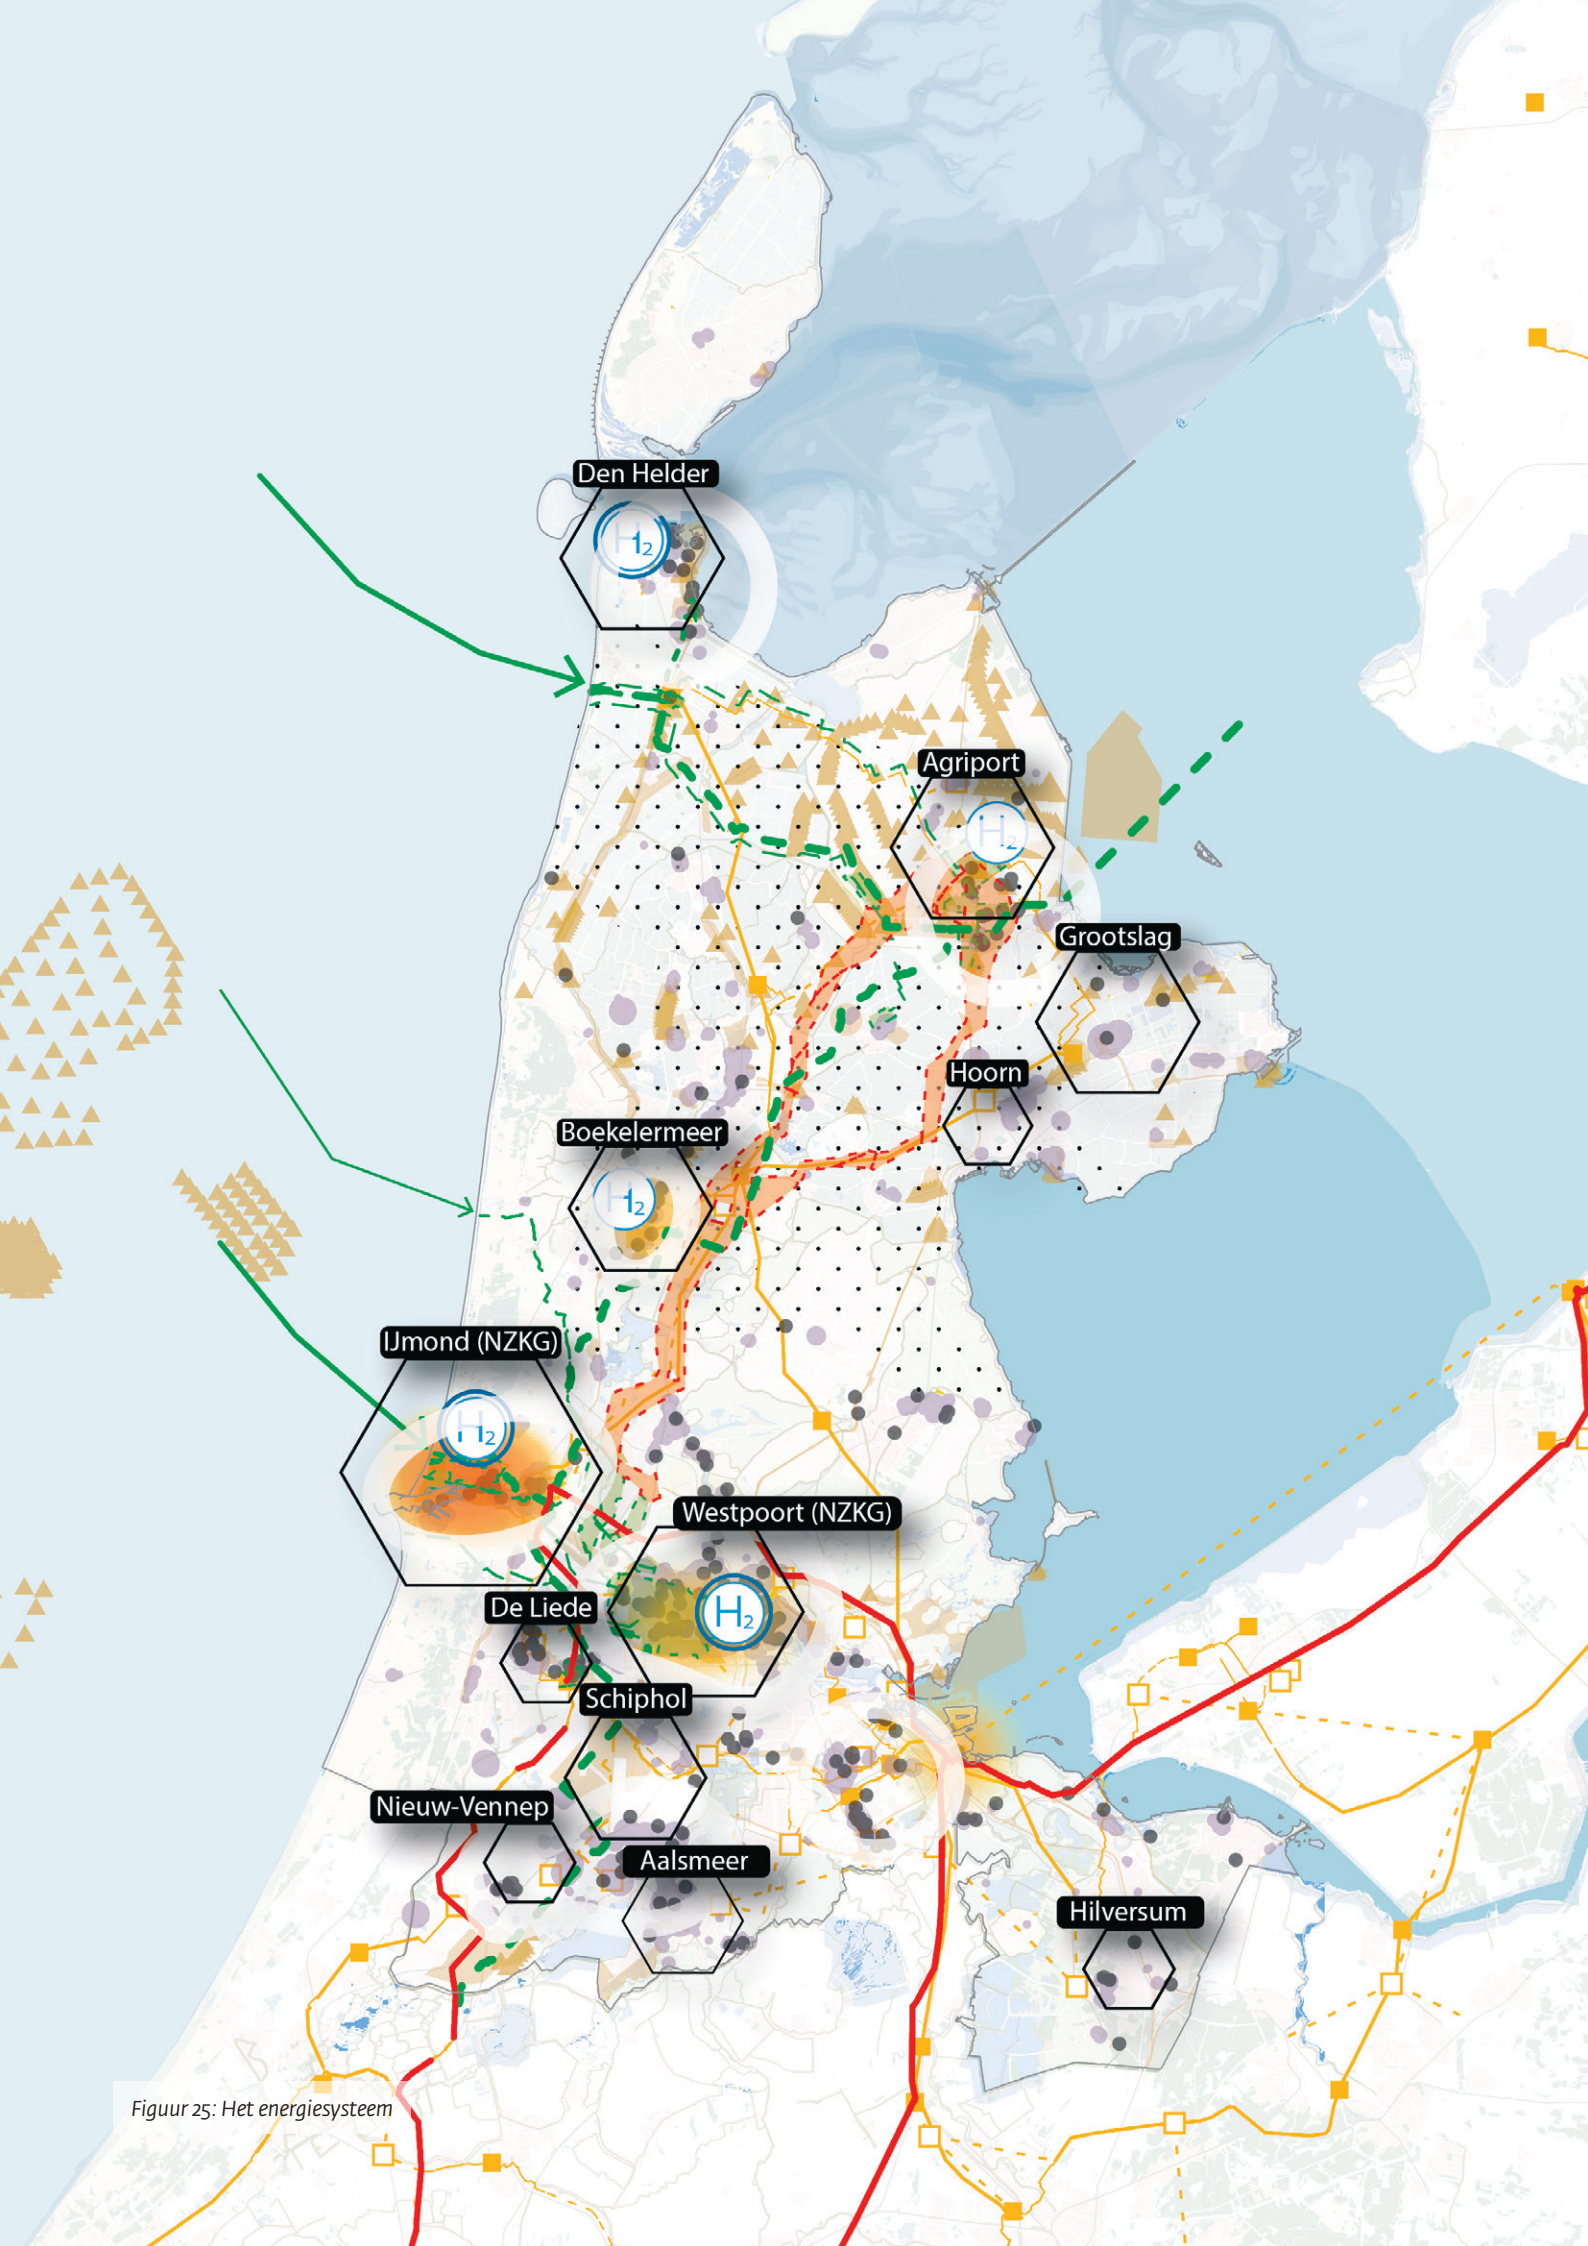 Den Helder
H2
Agriport
H2
Grootslag
Hoorn
Boekelermeer
H2
IJmond (NZKG)
H2
Westpoort (NZKG)
De Liede
H2
Schiphol
Nieuw-Vennep
Aalsmeer
Hilversum
Figuur 25: Het energiesysteem